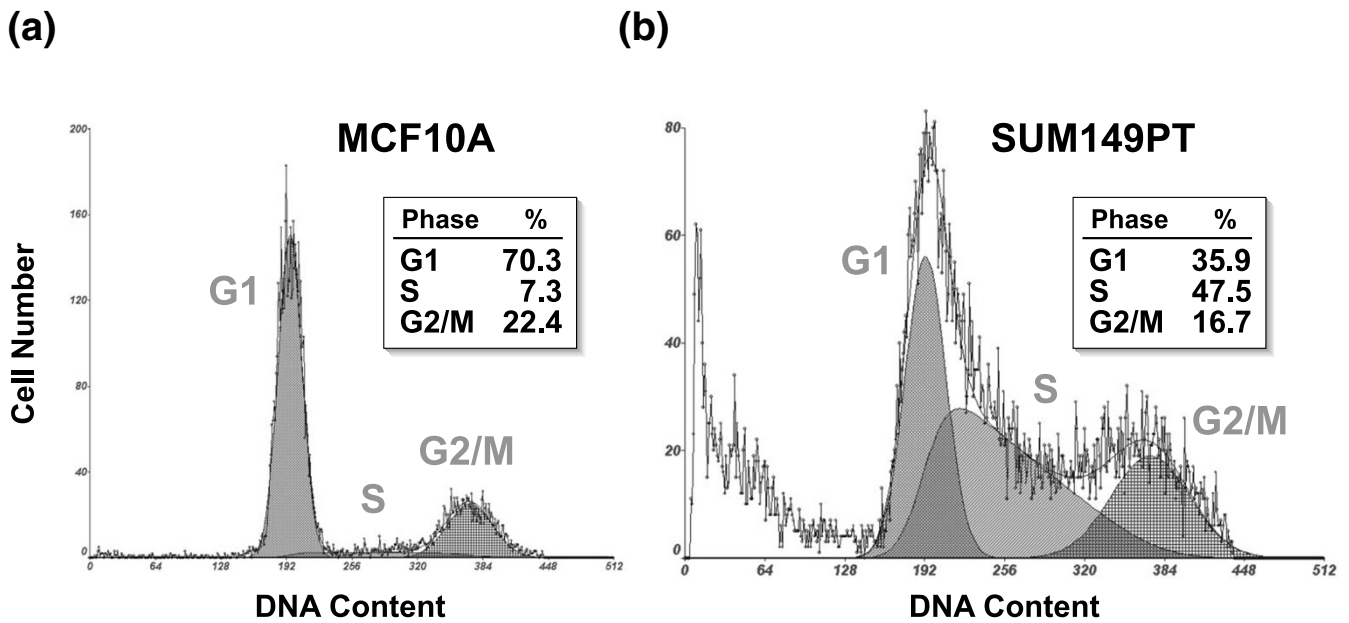 (a)
MCF10A
Phase %
G1 70.3
S 7.3
G2/M 22.4
G1
S
G2/M
Cell Number
200
160
120
80
40
0
0 64 128 192 256 320 384 448 512
DNA Content
(b)
SUM149PT
Phase %
G1 35.9
S 47.5
G2/M 16.7
G1
S
G2/M
80
60
40
20
0
0 64 128 192 256 320 384 448 512
DNA Content